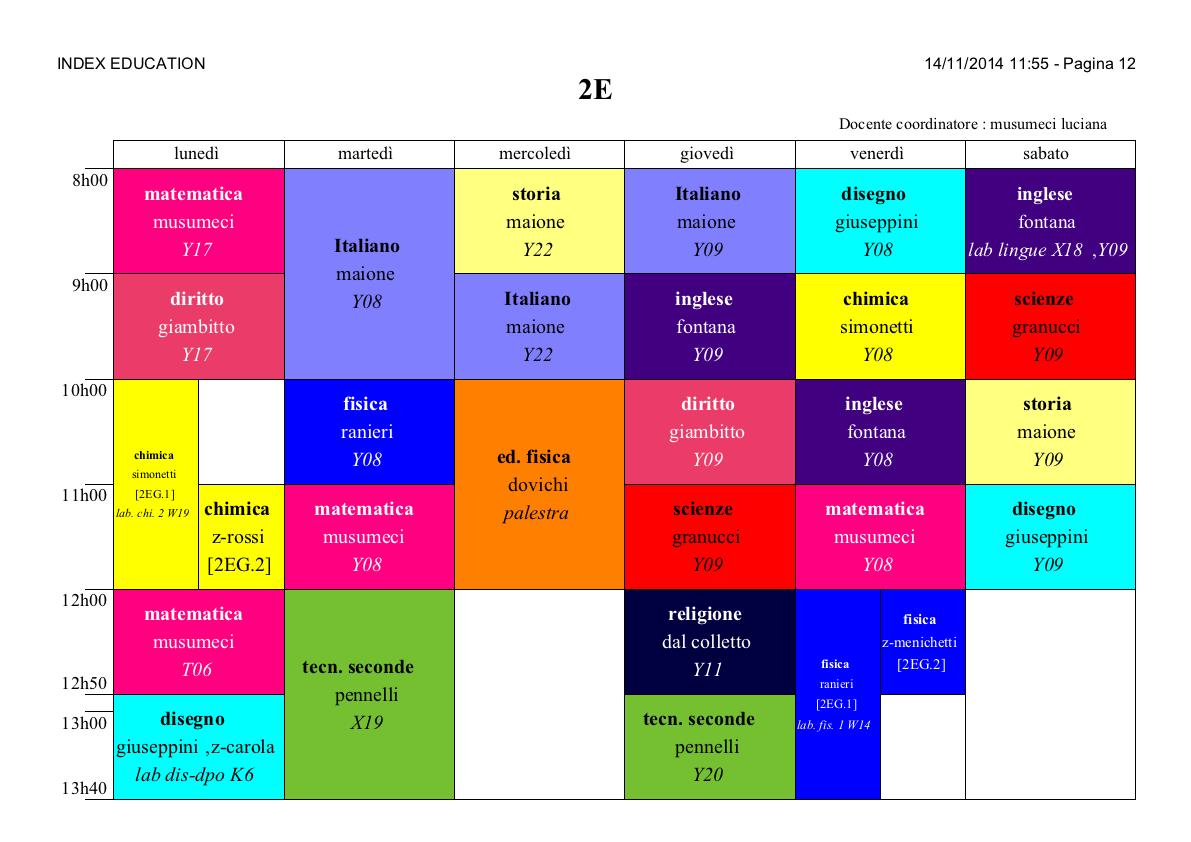 INDEX EDUCATION
14/11/2014 11:55 - Pagina 12
2E
Docente coordinatore : musumeci luciana
lunedì martedì mercoledì giovedì venerdì sabato
8h00
matematica
musumeci
Y17
Italiano
maione
Y08
storia
maione
Y22
Italiano
maione
Y09
disegno
giuseppini
Y08
inglese
fontana
lab lingue X18 ,Y09
9h00
diritto
giambitto
Y17
Italiano
maione
Y22
inglese
fontana
Y09
chimica
simonetti
Y08
scienze
granucci
Y09
10h00
chimica
simonetti
[2EG.1]
lab. chi. 2 W19
fisica
ranieri
Y08
ed. fisica
dovichi
palestra
diritto
giambitto
Y09
inglese
fontana
Y08
storia
maione
Y09
11h00
chimica
z-rossi
[2EG.2]
matematica
musumeci
Y08
scienze
granucci
Y09
matematica
musumeci
Y08
disegno
giuseppini
Y09
12h00
matematica
musumeci
T06
tecn. seconde
pennelli
X19
religione
dal colletto
Y11
fisica
ranieri
[2EG.1]
lab. fis. 1 W14
fisica
z-menichetti
[2EG.2]
12h50
13h00
disegno
giuseppini ,z-carola
lab dis-dpo K6
tecn. seconde
pennelli
Y20
13h40